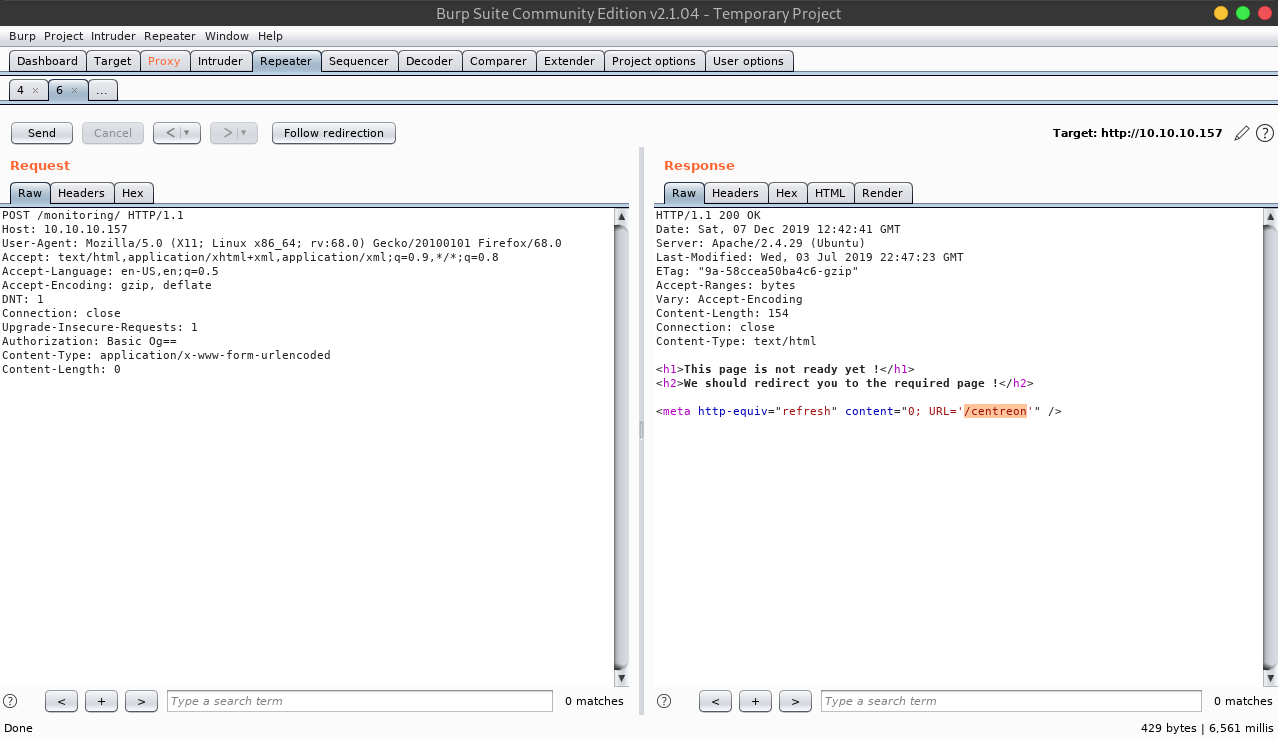 Burp Suite Community Edition v2.1.04 - Temporary Project
Burp Project Intruder Repeater Window Help
Dashboard Target Proxy Intruder Repeater Sequencer Decoder Comparer Extender Project options User options
4 × 6 × ...
Send Cancel < | ▼ > | ▼ Follow redirection Target: http://10.10.10.157 ?
Request
Raw Headers Hex
POST /monitoring/ HTTP/1.1
Host: 10.10.10.157
User-Agent: Mozilla/5.0 (X11; Linux x86_64; rv:68.0) Gecko/20100101 Firefox/68.0
Accept: text/html,application/xhtml+xml,application/xml;q=0.9,*/*;q=0.8
Accept-Language: en-US,en;q=0.5
Accept-Encoding: gzip, deflate
DNT: 1
Connection: close
Upgrade-Insecure-Requests: 1
Authorization: Basic Og==
Content-Type: application/x-www-form-urlencoded
Content-Length: 0
? < + > Type a search term 0 matches
Response
Raw Headers Hex HTML Render
HTTP/1.1 200 OK
Date: Sat, 07 Dec 2019 12:42:41 GMT
Server: Apache/2.4.29 (Ubuntu)
Last-Modified: Wed, 03 Jul 2019 22:47:23 GMT
ETag: "9a-58ccea50ba4c6-gzip"
Accept-Ranges: bytes
Vary: Accept-Encoding
Content-Length: 154
Connection: close
Content-Type: text/html
<h1>This page is not ready yet !</h1>
<h2>We should redirect you to the required page !</h2>
<meta http-equiv="refresh" content="0; URL='/centreon'" />
? < + > Type a search term 0 matches
Done
429 bytes | 6,561 millis